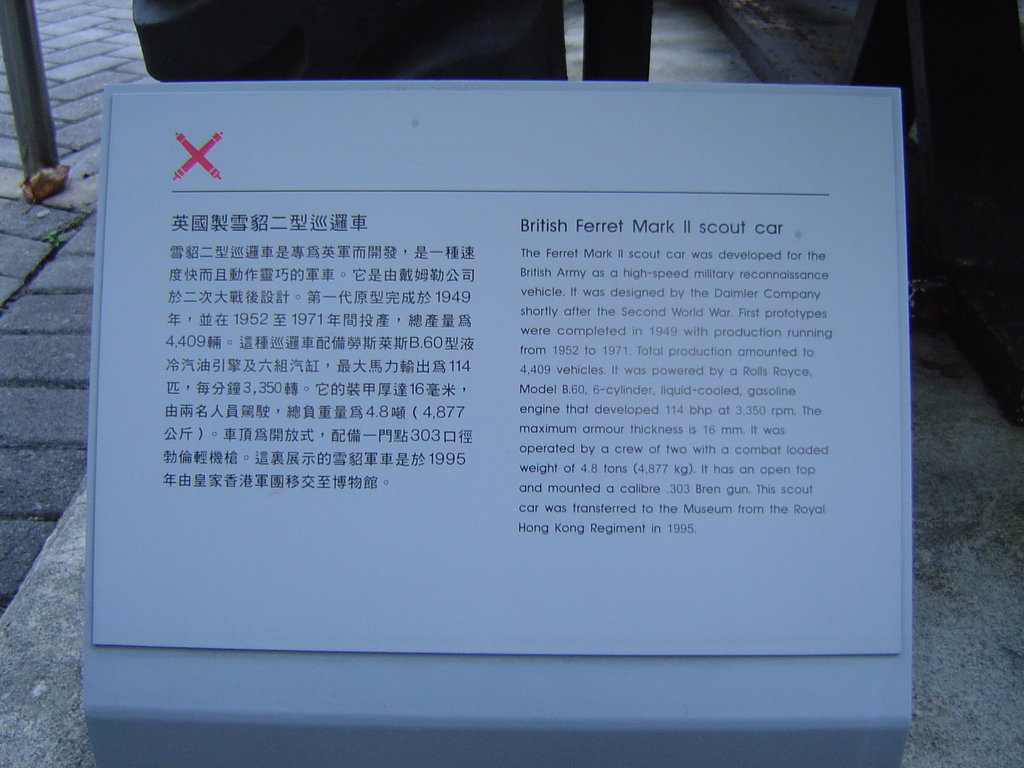 英國製雪貂二型巡邏車
雪貂二型巡邏車是專爲英軍而開發，是一種速
度快而且動作靈巧的軍車。它是由戴姆勒公司
於二次大戰後設計。第一代原型完成於1949
年，並在1952至1971年間投產，總產量爲
4,409輛。這種巡邏車配備勞斯萊斯B.60型液
冷汽油引擎及六組汽缸，最大馬力輸出爲114
匹，每分鐘3,350轉。它的裝甲厚達16毫米，
由兩名人員駕駛，總負重量爲4.8噸（4,877
公斤）。車頂爲開放式，配備一門點303口徑
勃倫輕機槍。這裏展示的雪貂軍車是於1995
年由皇家香港軍團移交至博物館。
British Ferret Mark II scout car
The Ferret Mark II scout car was developed for the
British Army as a high-speed military reconnaissance
vehicle. It was designed by the Daimler Company
shortly after the Second World War. First prototypes
were completed in 1949 with production running
from 1952 to 1971. Total production amounted to
4,409 vehicles. It was powered by a Rolls Royce,
Model B.60, 6-cylinder, liquid-cooled, gasoline
engine that developed 114 bhp at 3,350 rpm. The
maximum armour thickness is 16 mm. It was
operated by a crew of two with a combat loaded
weight of 4.8 tons (4,877 kg). It has an open top
and mounted a calibre .303 Bren gun. This scout
car was transferred to the Museum from the Royal
Hong Kong Regiment in 1995.